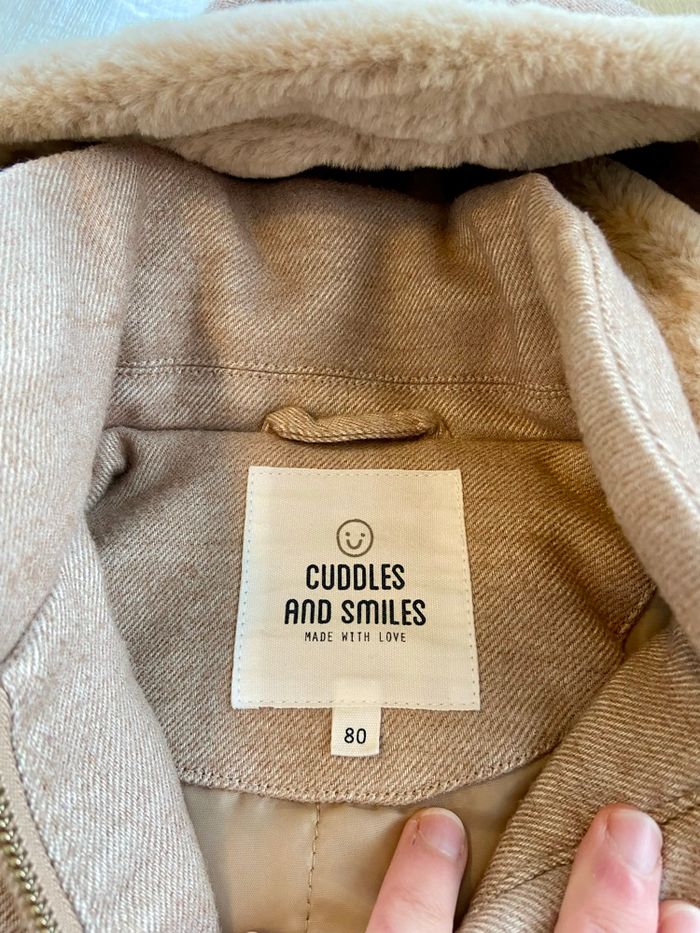 CUDDLES
AND SMILES
MADE WITH LOVE
80